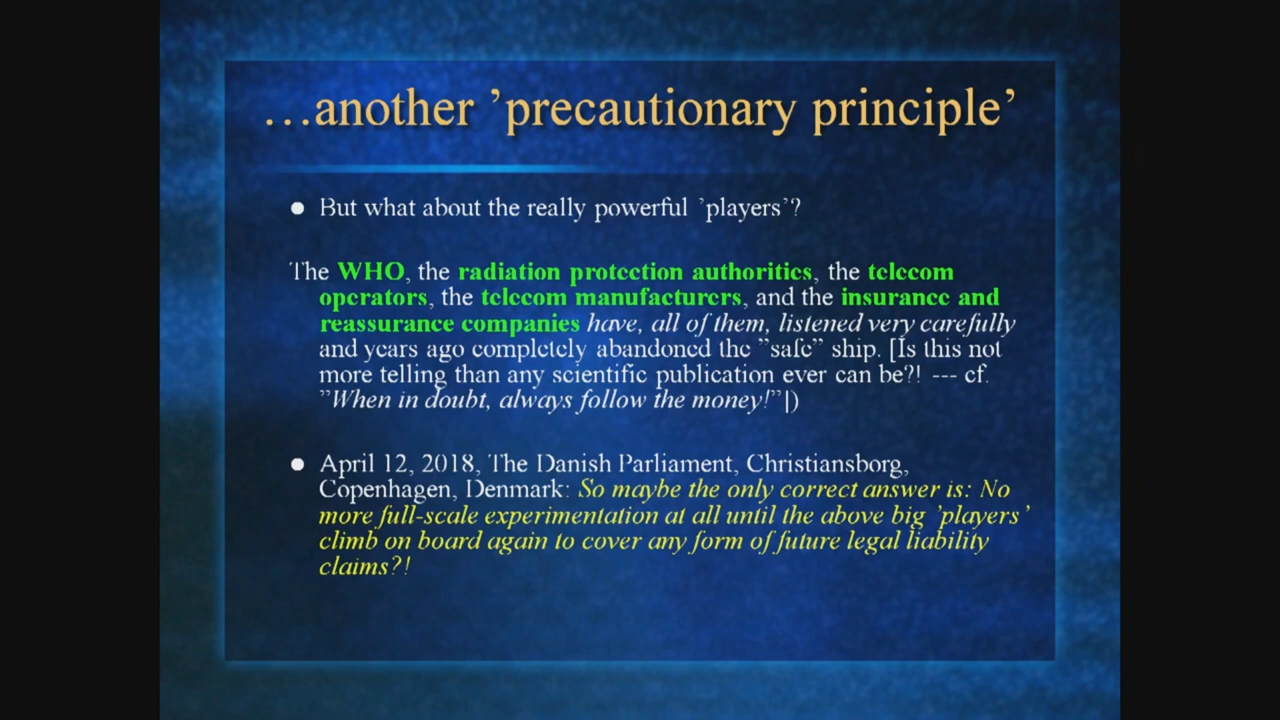 …another ’precautionary principle’
● But what about the really powerful ’players’?
The WHO, the radiation protection authorities, the telecom
operators, the telecom manufacturers, and the insurance and
reassurance companies have, all of them, listened very carefully
and years ago completely abandoned the ”safe” ship. [Is this not
more telling than any scientific publication ever can be?! --- cf.
”When in doubt, always follow the money!”])
● April 12, 2018, The Danish Parliament, Christiansborg,
Copenhagen, Denmark: So maybe the only correct answer is: No
more full-scale experimentation at all until the above big ’players’
climb on board again to cover any form of future legal liability
claims?!